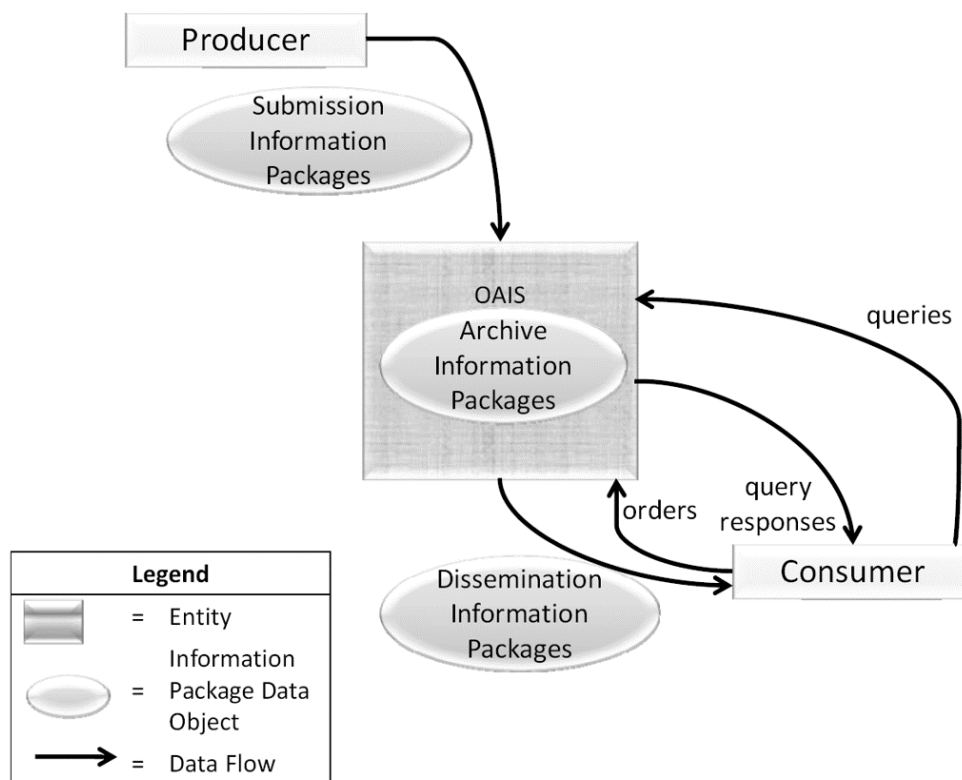 Producer
Submission
Information
Packages
OAIS
Archive
Information
Packages
queries
query
responses
orders
Consumer
Dissemination
Information
Packages
Legend
= Entity
Information
= Package Data
Object
= Data Flow